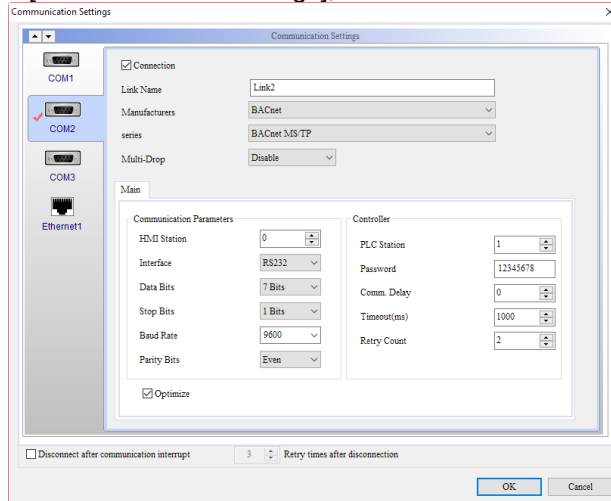 Communication Settings
Communication Settings
COM1
COM2
COM3
Ethernet1
Connection
Link Name Link2
Manufacturers BACnet
series BACnet MS/TP
Multi-Drop Disable
Main
Communication Parameters
HMI Station 0
Interface RS232
Data Bits 7 Bits
Stop Bits 1 Bits
Baud Rate 9600
Parity Bits Even
Optimize
Controller
PLC Station 1
Password 12345678
Comm. Delay 0
Timeout(ms) 1000
Retry Count 2
Disconnect after communication interrupt 3 Retry times after disconnection
OK Cancel